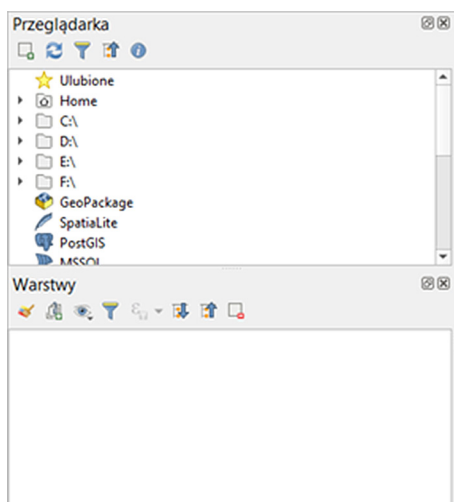 Przeglądarka
Ulubione
Home
C:\
D:\
E:\
F:\
GeoPackage
SpatiaLite
PostGIS
MSSQL
Warstwy